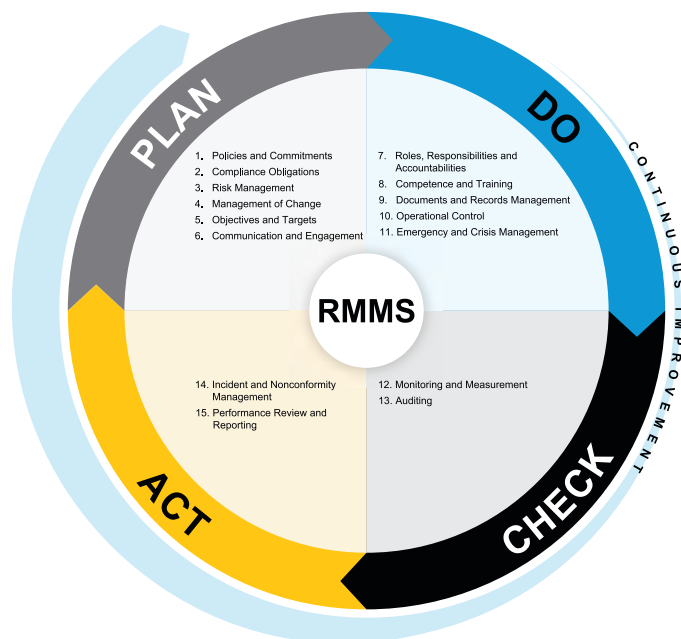 PLAN
1. Policies and Commitments
2. Compliance Obligations
3. Risk Management
4. Management of Change
5. Objectives and Targets
6. Communication and Engagement
DO
7. Roles, Responsibilities and
Accountabilities
8. Competence and Training
9. Documents and Records Management
10. Operational Control
11. Emergency and Crisis Management
CONTINUOUS IMPROVEMENT
RMMS
12. Monitoring and Measurement
13. Auditing
CHECK
14. Incident and Nonconformity
Management
15. Performance Review and
Reporting
ACT